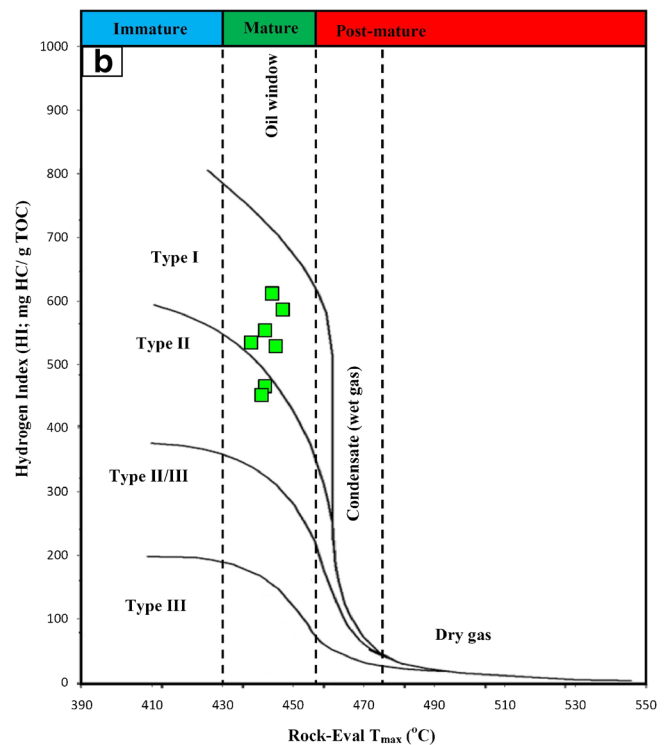 Immature
Mature
Post-mature
b
Oil window
Condensate (wet gas)
Type I
Type II
Type II/III
Type III
Dry gas
Hydrogen Index (HI; mg HC/ g TOC)
1000
900
800
700
600
500
400
300
200
100
0
390 410 430 450 470 490 510 530 550
Rock-Eval Tmax (oC)